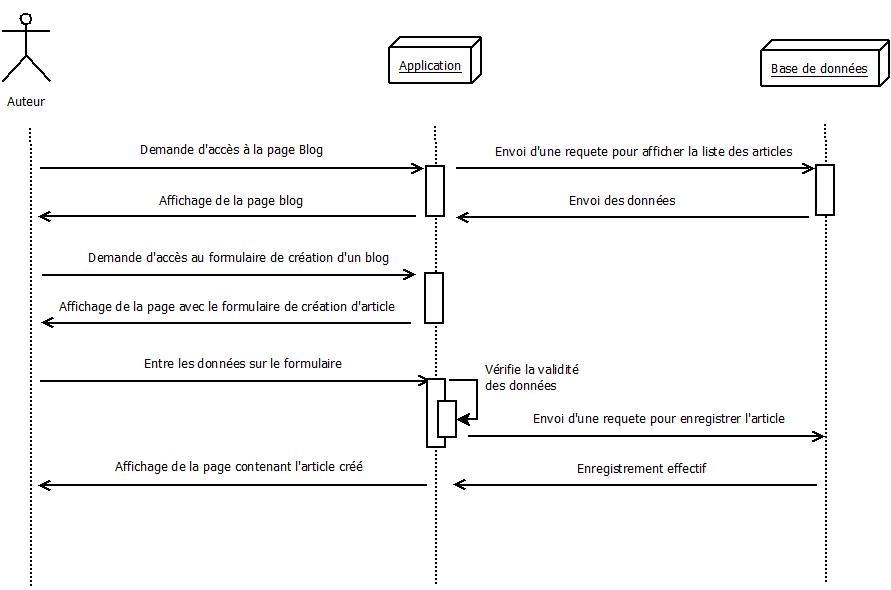 Auteur
Application
Base de données
Demande d'accès à la page Blog
Envoi d'une requete pour afficher la liste des articles
Affichage de la page blog
Envoi des données
Demande d'accès au formulaire de création d'un blog
Affichage de la page avec le formulaire de création d'article
Entre les données sur le formulaire
Vérifie la validité
des données
Envoi d'une requete pour enregistrer l'article
Affichage de la page contenant l'article créé
Enregistrement effectif